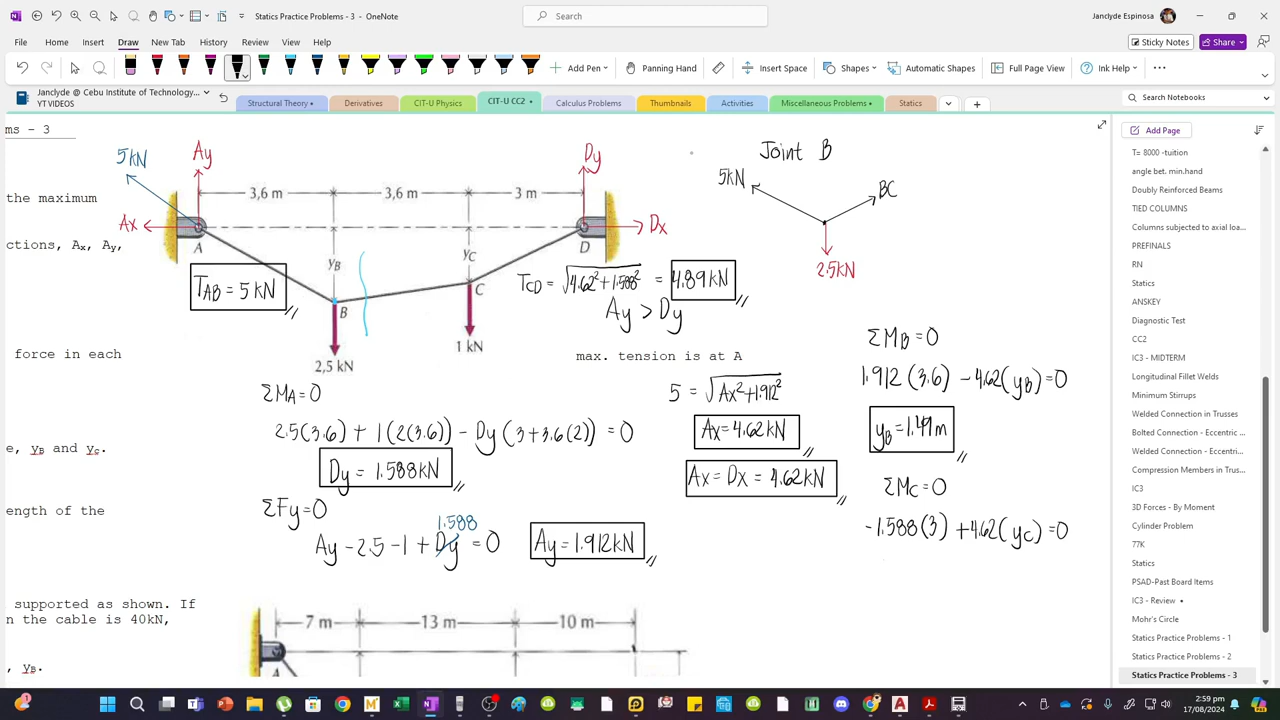 Statics Practice Problems - 3 - OneNote
Search
Janclyde Espinosa
File Home Insert Draw New Tab History Review View Help
Sticky Notes
Share
Add Pen
Panning Hand
Insert Space
Shapes
Automatic Shapes
Full Page View
Ink Help
Janclyde @ Cebu Institute of Technology...
YT VIDEOS
Structural Theory
Derivatives
CIT-U Physics
CIT-U CC2
Calculus Problems
Thumbnails
Activities
Miscellaneous Problems
Statics
Search Notebooks
Add Page
T= 8000 -tuition
angle bet. min.hand
Doubly Reinforced Beams
TIED COLUMNS
Columns subjected to axial loa...
PREFINALS
RN
Statics
ANSKEY
Diagnostic Test
CC2
IC3 - MIDTERM
Longitudinal Fillet Welds
Minimum Stirrups
Welded Connection in Trusses
Bolted Connection - Eccentric ...
Welded Connection - Eccentri...
Compression Members in Trus...
IC3
3D Forces - By Moment
Cylinder Problem
77K
Statics
PSAD-Past Board Items
IC3 - Review
Mohr's Circle
Statics Practice Problems - 1
Statics Practice Problems - 2
Statics Practice Problems - 3
ms - 3
the maximum
ctions, Ax, Ay,
force in each
e, yB and yC.
ength of the
supported as shown. If
n the cable is 40kN,
, yB.
5kN
Ay
Dy
3,6 m
3,6 m
3 m
Ax
Dx
A
D
yB
yC
B
C
TAB = 5 kN
TCD = √4.62²+1.588² = 4.89kN
Ay > Dy
2,5 kN
1 kN
max. tension is at A
ΣMA=0
2.5(3.6) + 1(2(3.6)) - Dy(3+3.6(2)) = 0
Dy = 1.588kN
ΣFy=0
1.588
Ay -2.5 -1 + Dy = 0
Ay = 1.912kN
5 = √Ax²+1.912²
Ax = 4.62kN
Ax = Dx = 4.62kN
Joint B
5kN
BC
2.5kN
ΣMB=0
1.912(3.6) -4.62(yB)=0
yB = 1.49m
ΣMC=0
-1.588(3) +4.62(yC)=0
7 m
13 m
10 m
2:59 pm
17/08/2024